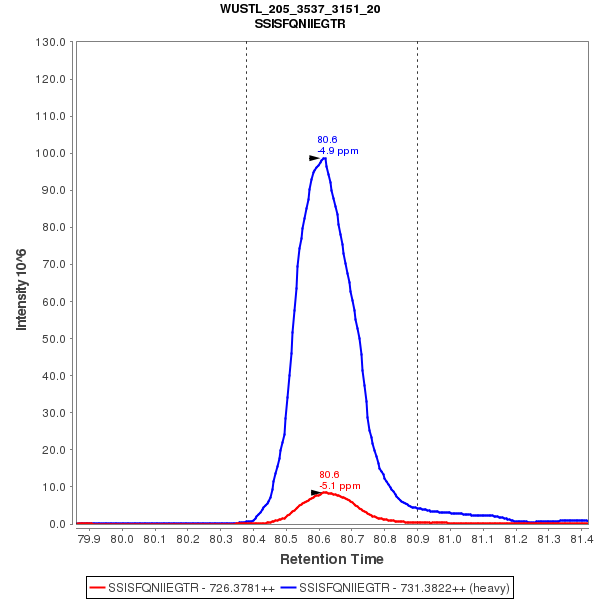 WUSTL_205_3537_3151_20
SSISFQNIIEGTR
130.0
120.0
110.0
100.0
90.0
80.0
70.0
60.0
50.0
40.0
30.0
20.0
10.0
0.0
Intensity 10^6
80.6
-4.9 ppm
80.6
-5.1 ppm
79.9 80.0 80.1 80.2 80.3 80.4 80.5 80.6 80.7 80.8 80.9 81.0 81.1 81.2 81.3 81.4
Retention Time
SSISFQNIIEGTR - 726.3781++ SSISFQNIIEGTR - 731.3822++ (heavy)